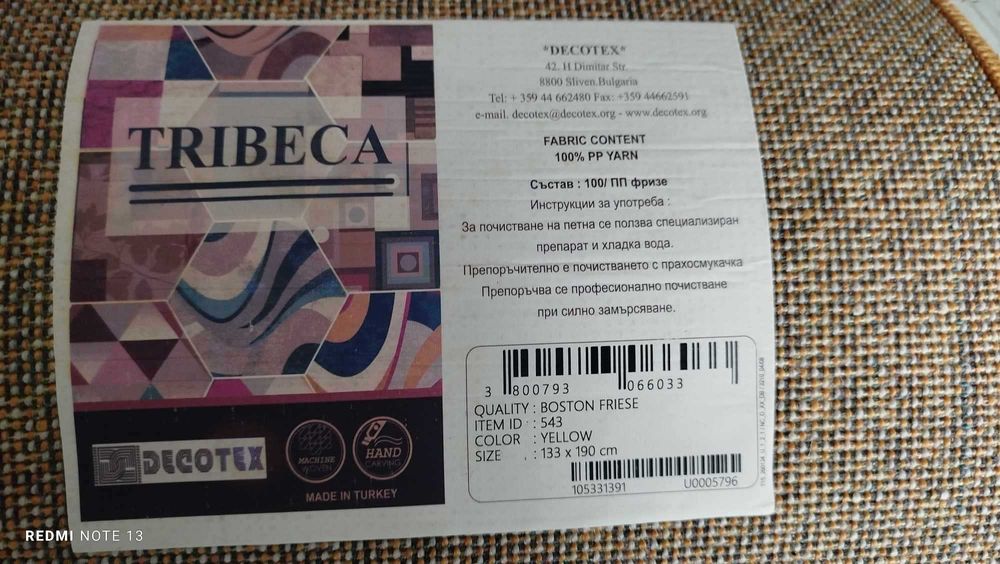 TRIBECA
DECOTEX
MACHINE
WOVEN
HAND
CARVING
MADE IN TURKEY
*DECOTEX*
42. H Dimitar Str.
8800 Sliven.Bulgaria
Tel: + 359 44 662480 Fax: +359 44662591
e-mail. decotex@decotex.org - www.decotex.org
FABRIC CONTENT
100% PP YARN
Състав : 100/ ПП фризе
Инструкции за употреба :
За почистване на петна се ползва специализиран
препарат и хладка вода.
Препоръчително е почистването с прахосмукачка
Препоръчва се професионално почистване
при силно замърсяване.
3 800793 066033
QUALITY : BOSTON FRIESE
ITEM ID : 543
COLOR : YELLOW
SIZE : 133 x 190 cm
105331391 U0005796
REDMI NOTE 13